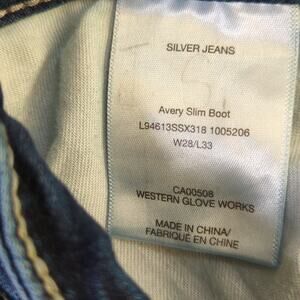 SILVER JEANS
Avery Slim Boot
L94613SSX318 1005206
W28/L33
CA00508
WESTERN GLOVE WORKS
MADE IN CHINA/
FABRIQUÉ EN CHINE